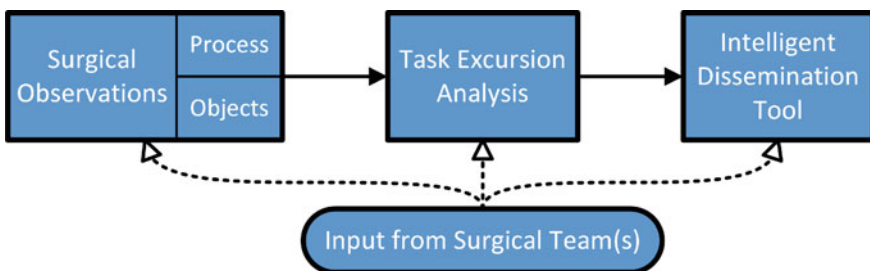 Surgical
Observations
Process
Objects
Task Excursion
Analysis
Intelligent
Dissemination
Tool
Input from Surgical Team(s)